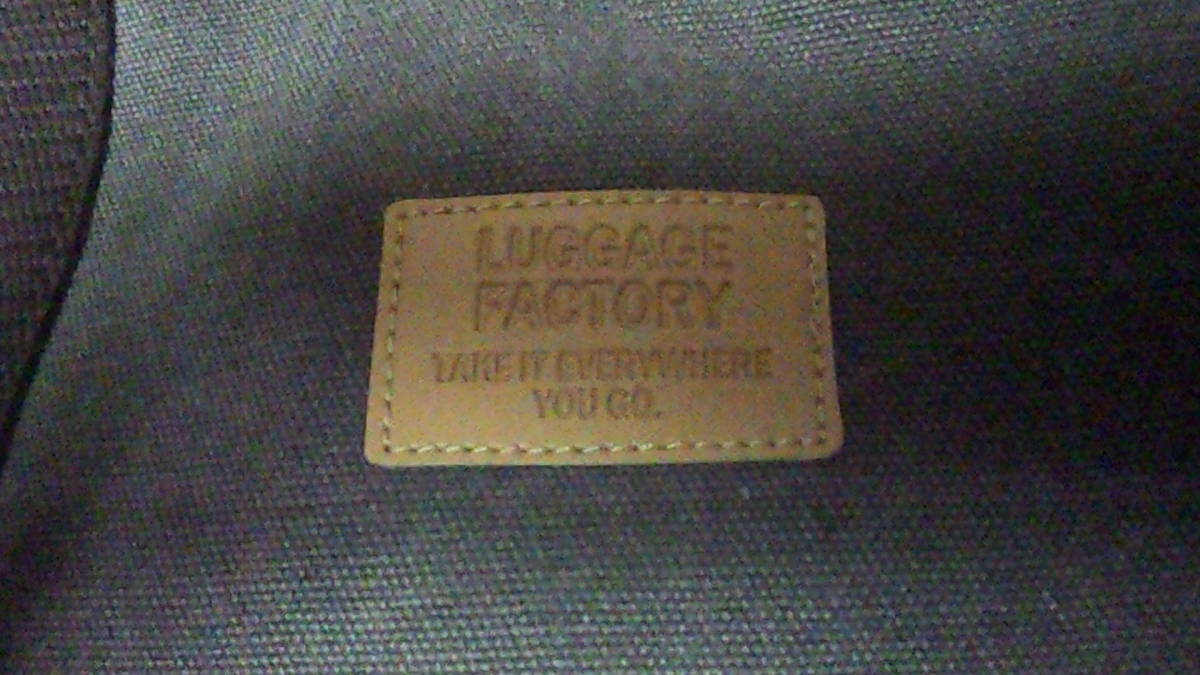 LUGGAGE
FACTORY
TAKE IT EVERYWHERE
YOU GO.